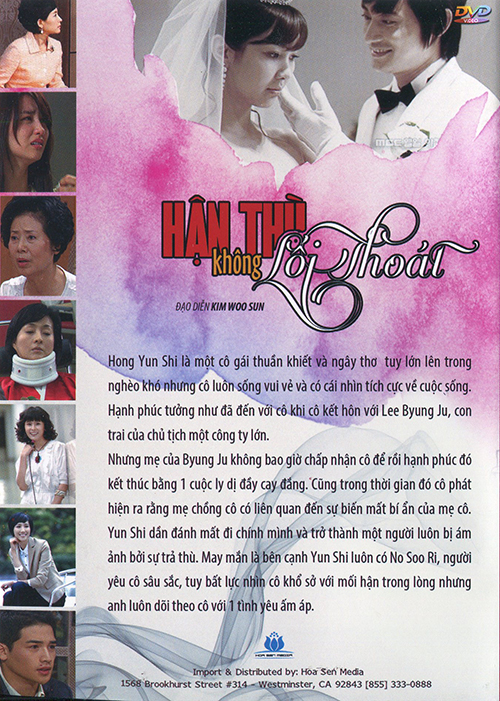 DVD
VIDEO
HẬN THÙ
không Lối Thoát
ĐẠO DIỄN KIM WOO SUN
Hong Yun Shi là một cô gái thuần khiết và ngây thơ tuy lớn lên trong
nghèo khó nhưng cô luôn sống vui vẻ và có cái nhìn tích cực về cuộc sống.
Hạnh phúc tưởng như đã đến với cô khi cô kết hôn với Lee Byung Ju, con
trai của chủ tịch một công ty lớn.
Nhưng mẹ của Byung Ju không bao giờ chấp nhận cô để rồi hạnh phúc đó
kết thúc bằng 1 cuộc ly dị đầy cay đắng. Cũng trong thời gian đó cô phát
hiện ra rằng mẹ chồng cô có liên quan đến sự biến mất bí ẩn của mẹ cô.
Yun Shi dần đánh mất đi chính mình và trở thành một người luôn bị ám
ảnh bởi sự trả thù. May mắn là bên cạnh Yun Shi luôn có No Soo Ri, người
yêu cô sâu sắc, tuy bất lực nhìn cô khổ sở với mối hận trong lòng nhưng
anh luôn dõi theo cô với 1 tình yêu ấm áp.
HOA SEN MEDIA
Import & Distributed by: Hoa Sen Media
1568 Brookhurst Street #314 - Westminster, CA 92843 [855] 333-0888